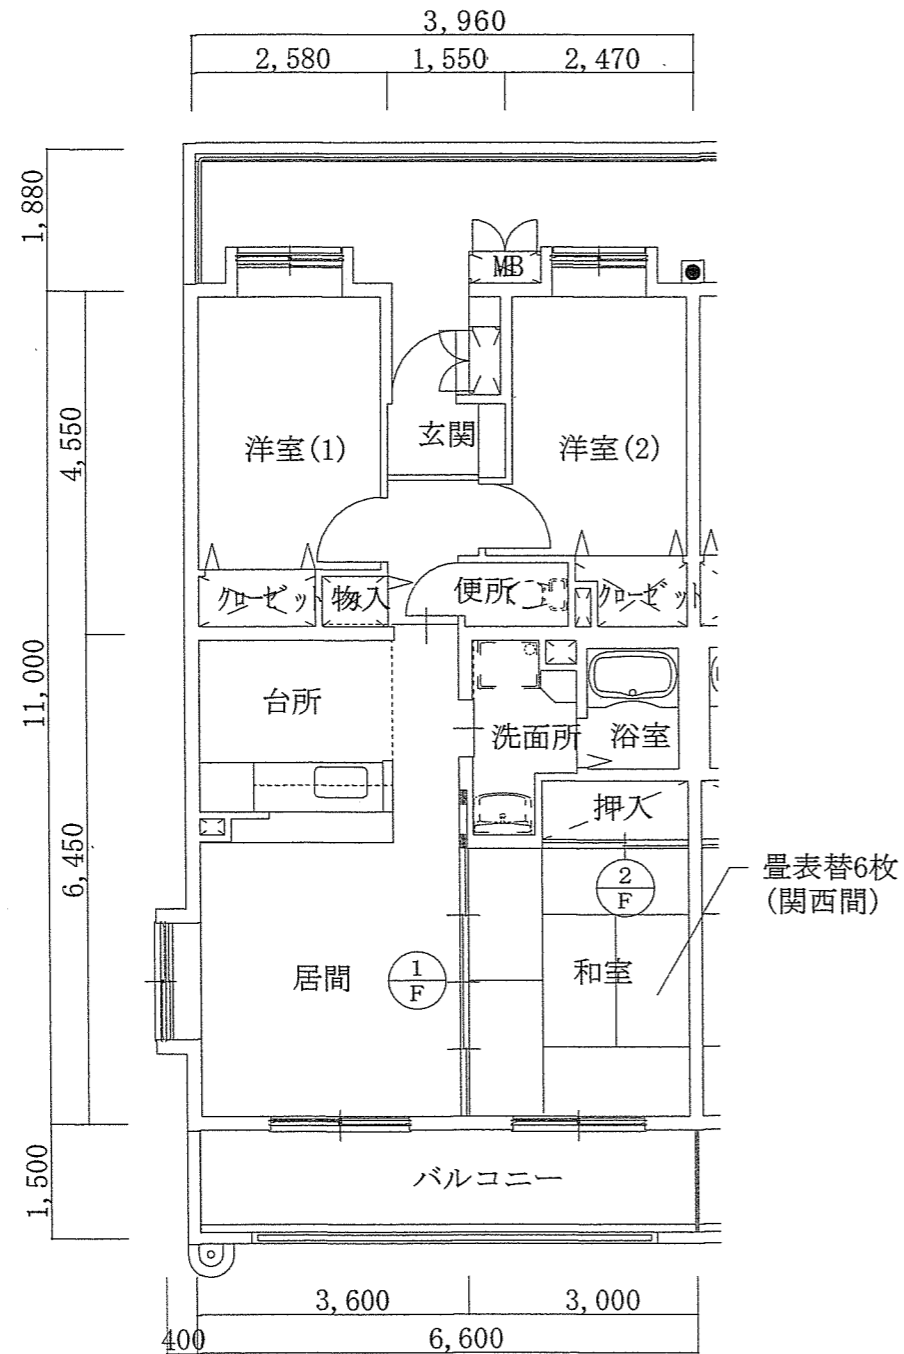 3,960
2,580
1,550
2,470
1,880
MB
4,550
洋室(1)
玄関
洋室(2)
クローゼット
物入
便所
クローゼット
11,000
台所
洗面所
浴室
押入
6,450
2
F
畳表替6枚
(関西間)
居間
1
F
和室
1,500
バルコニー
3,600
3,000
400
6,600